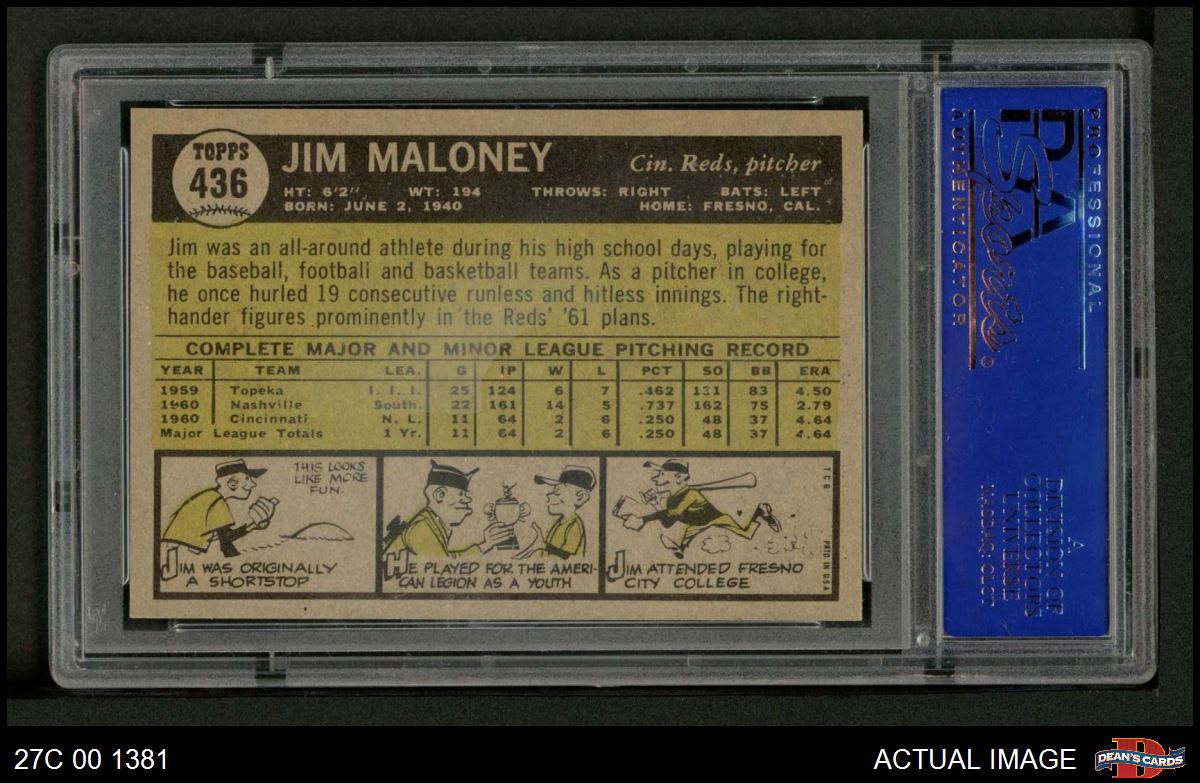 TOPPS
436
JIM MALONEY
Cin. Reds, pitcher
HT: 6'2" WT: 194 THROWS: RIGHT BATS: LEFT
BORN: JUNE 2, 1940 HOME: FRESNO, CAL.
Jim was an all-around athlete during his high school days, playing for
the baseball, football and basketball teams. As a pitcher in college,
he once hurled 19 consecutive runless and hitless innings. The right-
hander figures prominently in the Reds' '61 plans.
COMPLETE MAJOR AND MINOR LEAGUE PITCHING RECORD
YEAR TEAM LEA. G IP W L PCT SO BB ERA
1959 Topeka I. I. I. 25 124 6 7 .462 131 83 4.50
1960 Nashville South. 22 161 14 5 .737 162 75 2.79
1960 Cincinnati N. L. 11 64 2 6 .250 48 37 4.64
Major League Totals 1 Yr. 11 64 2 6 .250 48 37 4.64
THIS LOOKS
LIKE MORE
FUN.
JIM WAS ORIGINALLY
A SHORTSTOP
HE PLAYED FOR THE AMERI-
CAN LEGION AS A YOUTH
JIM ATTENDED FRESNO
CITY COLLEGE
T.C.G.
PRTD. IN U.S.A.
PROFESSIONAL
PSA
Sports
AUTHENTICATOR
A
DIVISION OF
COLLECTORS
UNIVERSE
NASDAQ: CLCT
27C 00 1381
ACTUAL IMAGE
DEAN'S CARDS